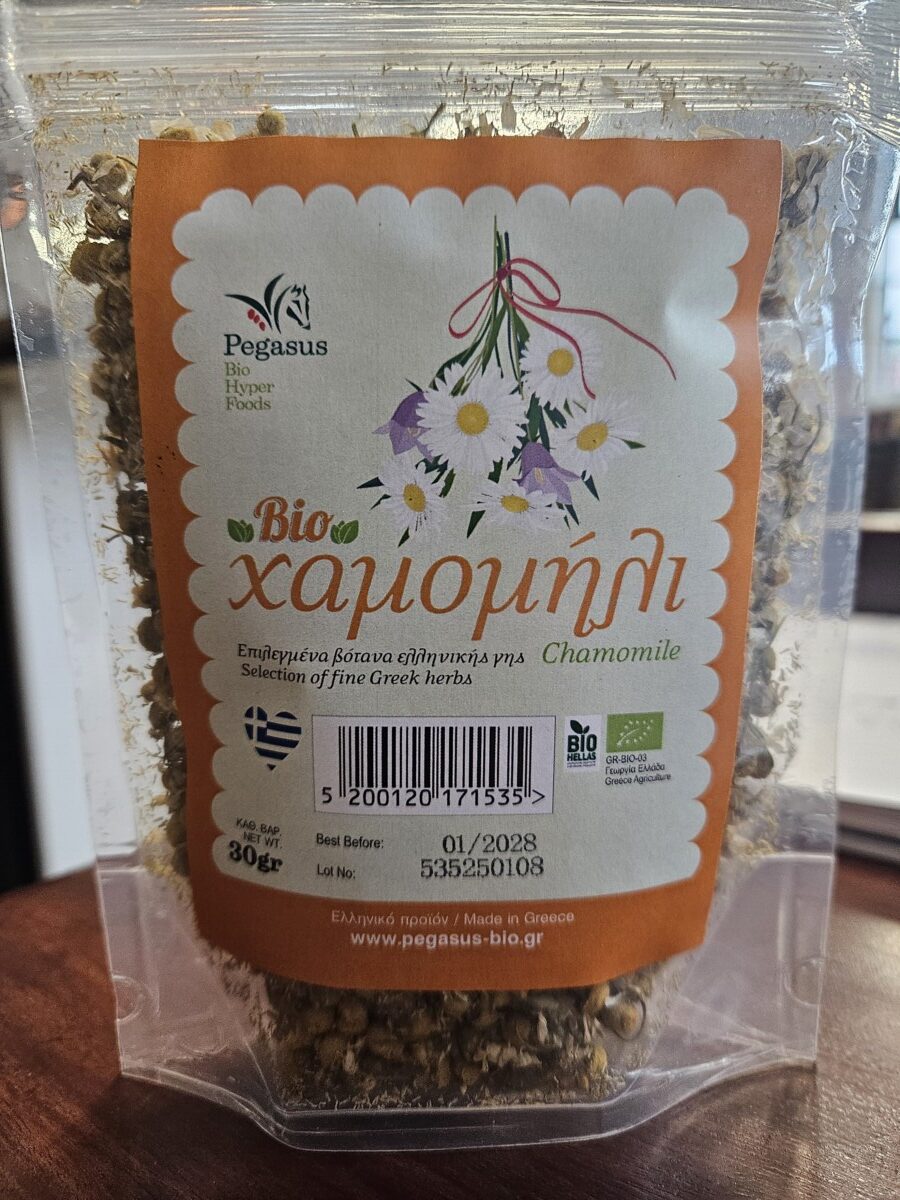 Pegasus
Bio
Hyper
Foods
Bio
χαμομήλι
Επιλεγμένα βότανα ελληνικής γης
Chamomile
Selection of fine Greek herbs
5 200120 171535 >
BIO
HELLAS
GR-BIO-03
Γεωργία Ελλάδα
Greece Agriculture
ΚΑΘ. ΒΑΡ.
NET WT.
30gr
Best Before: 01/2028
Lot No: 535250108
Ελληνικό προϊόν / Made in Greece
www.pegasus-bio.gr